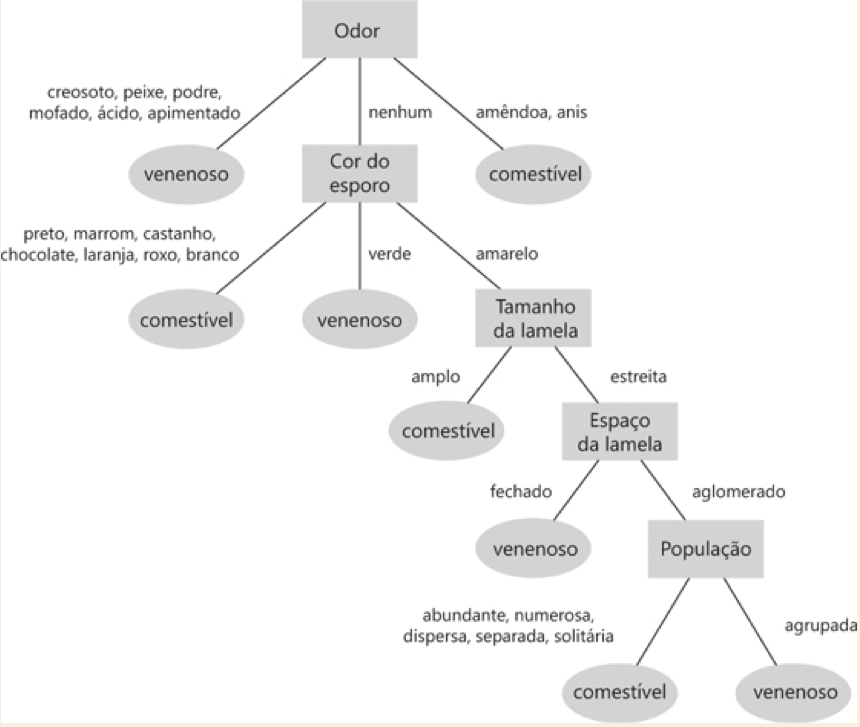 Odor
creosoto, peixe, podre,
mofado, ácido, apimentado
nenhum
amêndoa, anis
venenoso
Cor do
esporo
comestível
preto, marrom, castanho,
chocolate, laranja, roxo, branco
verde
amarelo
comestível
venenoso
Tamanho
da lamela
amplo
estreita
comestível
Espaço
da lamela
fechado
aglomerado
venenoso
População
abundante, numerosa,
dispersa, separada, solitária
agrupada
comestível
venenoso